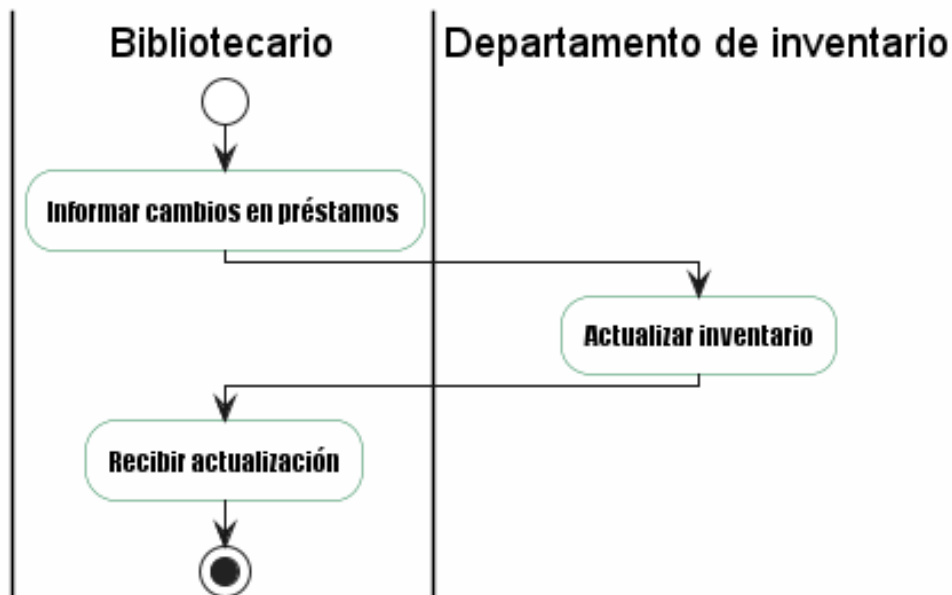 Bibliotecario
Departamento de inventario
Informar cambios en préstamos
Actualizar inventario
Recibir actualización